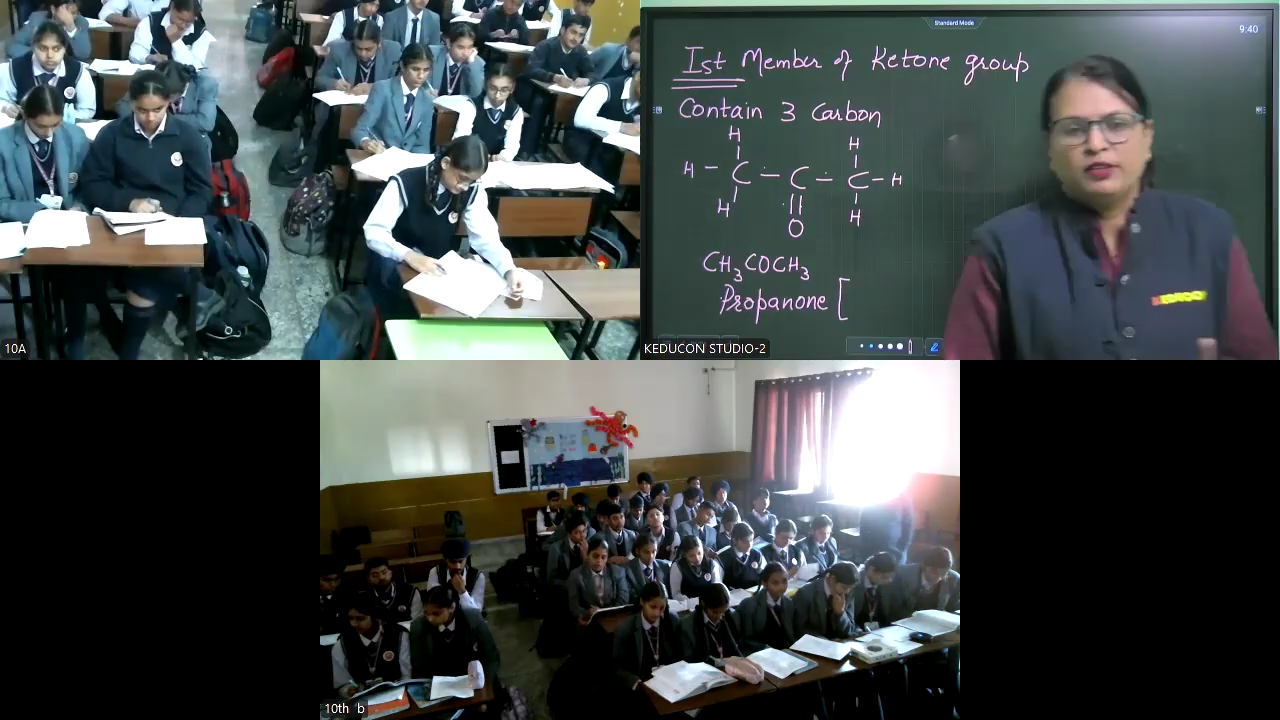 Standard Mode
9:40
Ist Member of Ketone group
Contain 3 Carbon
H H
H - C - C - C - H
H O H
CH3COCH3
Propanone [
10A
KEDUCON STUDIO-2
10th b